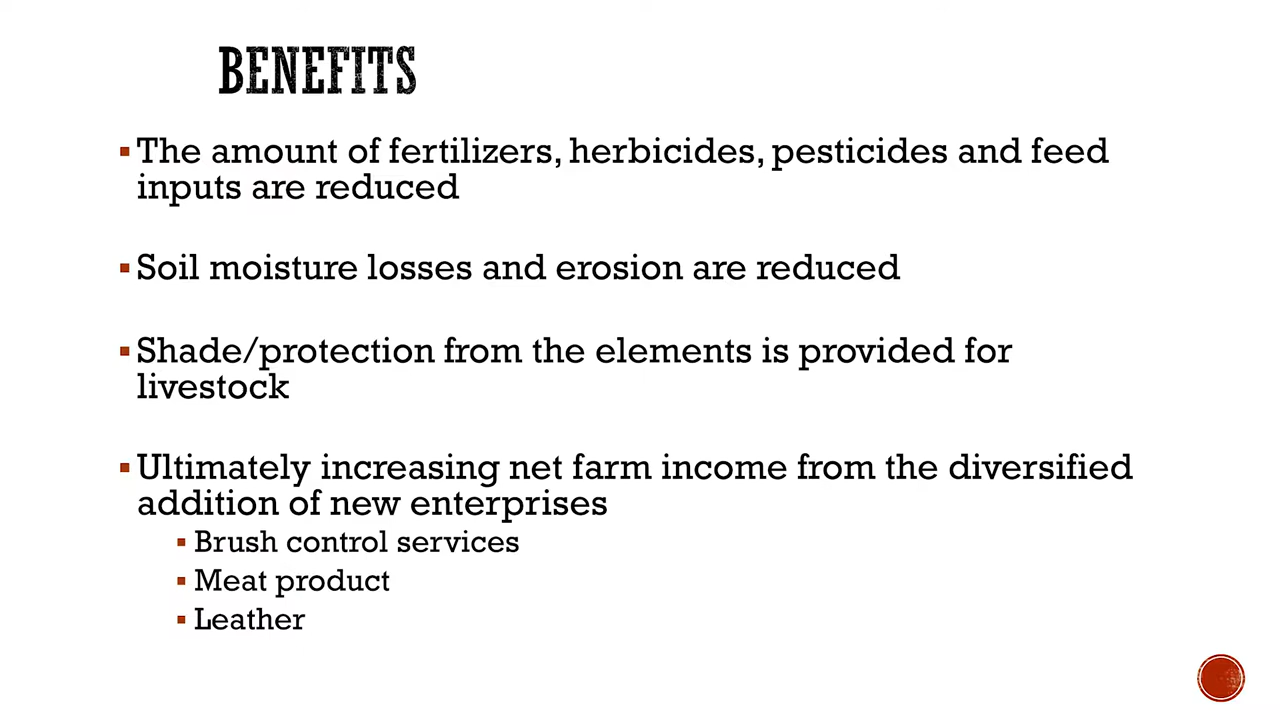 BENEFITS
▪The amount of fertilizers, herbicides, pesticides and feed
inputs are reduced
▪Soil moisture losses and erosion are reduced
▪Shade/protection from the elements is provided for
livestock
▪Ultimately increasing net farm income from the diversified
addition of new enterprises
▪Brush control services
▪Meat product
▪Leather